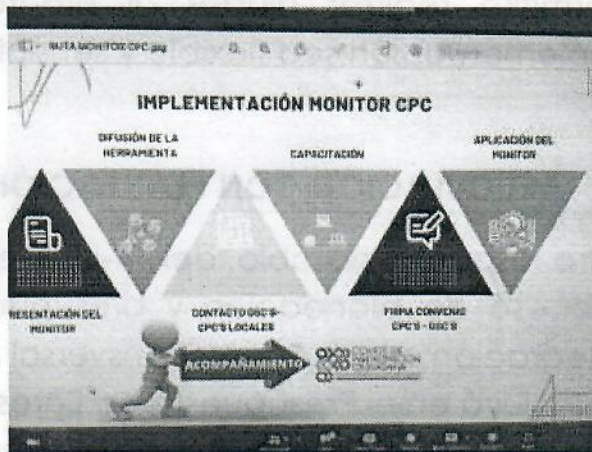 RUTA MONITOR CPC.jpg
IMPLEMENTACIÓN MONITOR CPC
DIFUSIÓN DE LA
HERRAMIENTA
CAPACITACIÓN
APLICACIÓN DEL
MONITOR
RESENTACIÓN DEL
MONITOR
CONTACTO OSC'S-
CPC'S LOCALES
FIRMA CONVENIO
CPC'S - OSC'S
ACOMPAÑAMIENTO